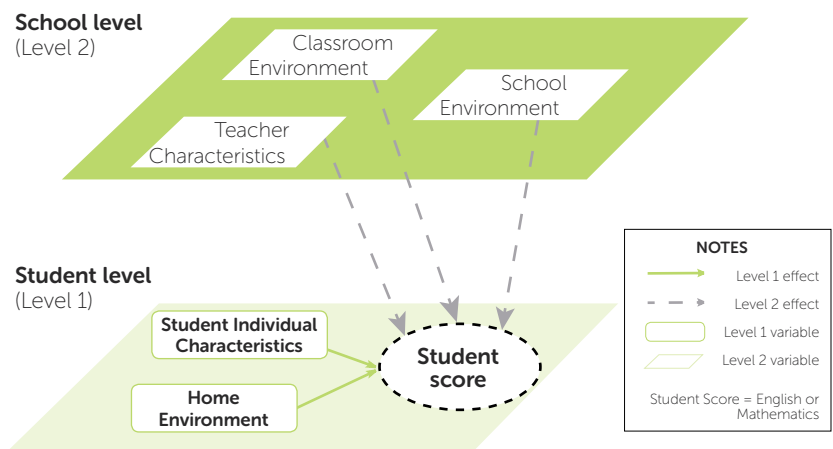 School level
(Level 2)
Classroom
Environment
School
Environment
Teacher
Characteristics
Student level
(Level 1)
Student Individual
Characteristics
Home
Environment
Student
score
NOTES
Level 1 effect
Level 2 effect
Level 1 variable
Level 2 variable
Student Score = English or
Mathematics